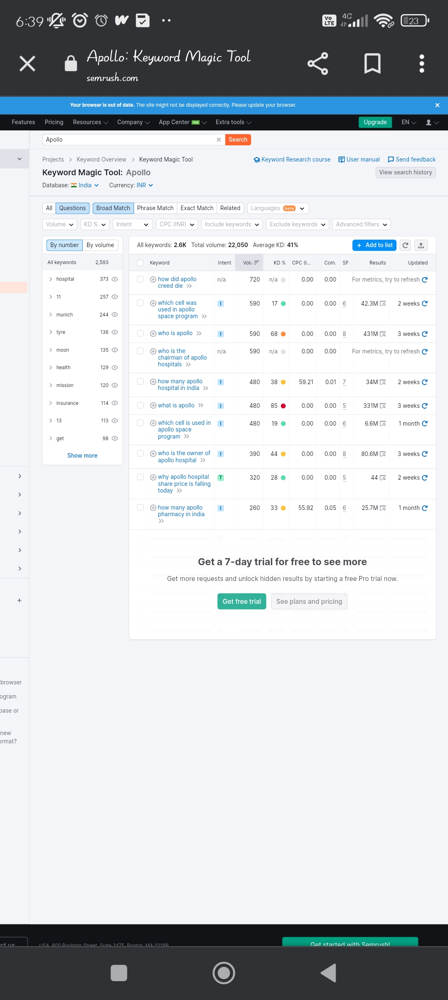 6:39
Vo LTE 4G 23
Apollo: Keyword Magic Tool
semrush.com
Your browser is out of date. The site might not be displayed correctly. Please update your browser.
Features Pricing Resources Company App Center NEW Extra tools Upgrade EN
Apollo Search
Projects > Keyword Overview > Keyword Magic Tool Keyword Research course User manual Send feedback
Keyword Magic Tool: Apollo View search history
Database: India Currency: INR
All Questions Broad Match Phrase Match Exact Match Related Languages beta
Volume KD % Intent CPC (INR) Include keywords Exclude keywords Advanced filters
By number By volume
All keywords 2,593
hospital 373
11 257
munich 244
tyre 136
moon 135
health 129
mission 120
insurance 114
13 113
get 98
Show more
All keywords: 2.6K Total volume: 22,050 Average KD: 41% + Add to list
Keyword Intent Volu KD % CPC (I... Com. SF Results Updated
how did apollo n/a 720 n/a 0.00 0.00 For metrics, try to refresh
creed die
which cell was I 590 17 0.00 0.00 6 42.3M 2 weeks
used in apollo
space program
who is apollo I 590 68 0.00 0.00 8 431M 3 weeks
who is the n/a 590 n/a 0.00 0.00 For metrics, try to refresh
chairman of apollo
hospitals
how many apollo I 480 38 59.21 0.01 7 34M 2 weeks
hospital in india
what is apollo I 480 85 0.00 0.00 5 331M 3 weeks
which cell is used in I 480 19 0.00 0.00 6 6.6M 1 month
apollo space
program
who is the owner of I 390 44 0.00 0.00 8 80.6M 3 weeks
apollo hospital
why apollo hospital T 320 28 0.00 0.00 5 44 2 weeks
share price is falling
today
how many apollo I 260 33 55.92 0.05 6 25.7M 1 month
pharmacy in india
Get a 7-day trial for free to see more
Get more requests and unlock hidden results by starting a free Pro trial now.
Get free trial See plans and pricing
browser
ogram
base or
new
ormat?
ct us USA, 800 Boylston Street, Suite 2475, Boston, MA 02199 Get started with Semrush!